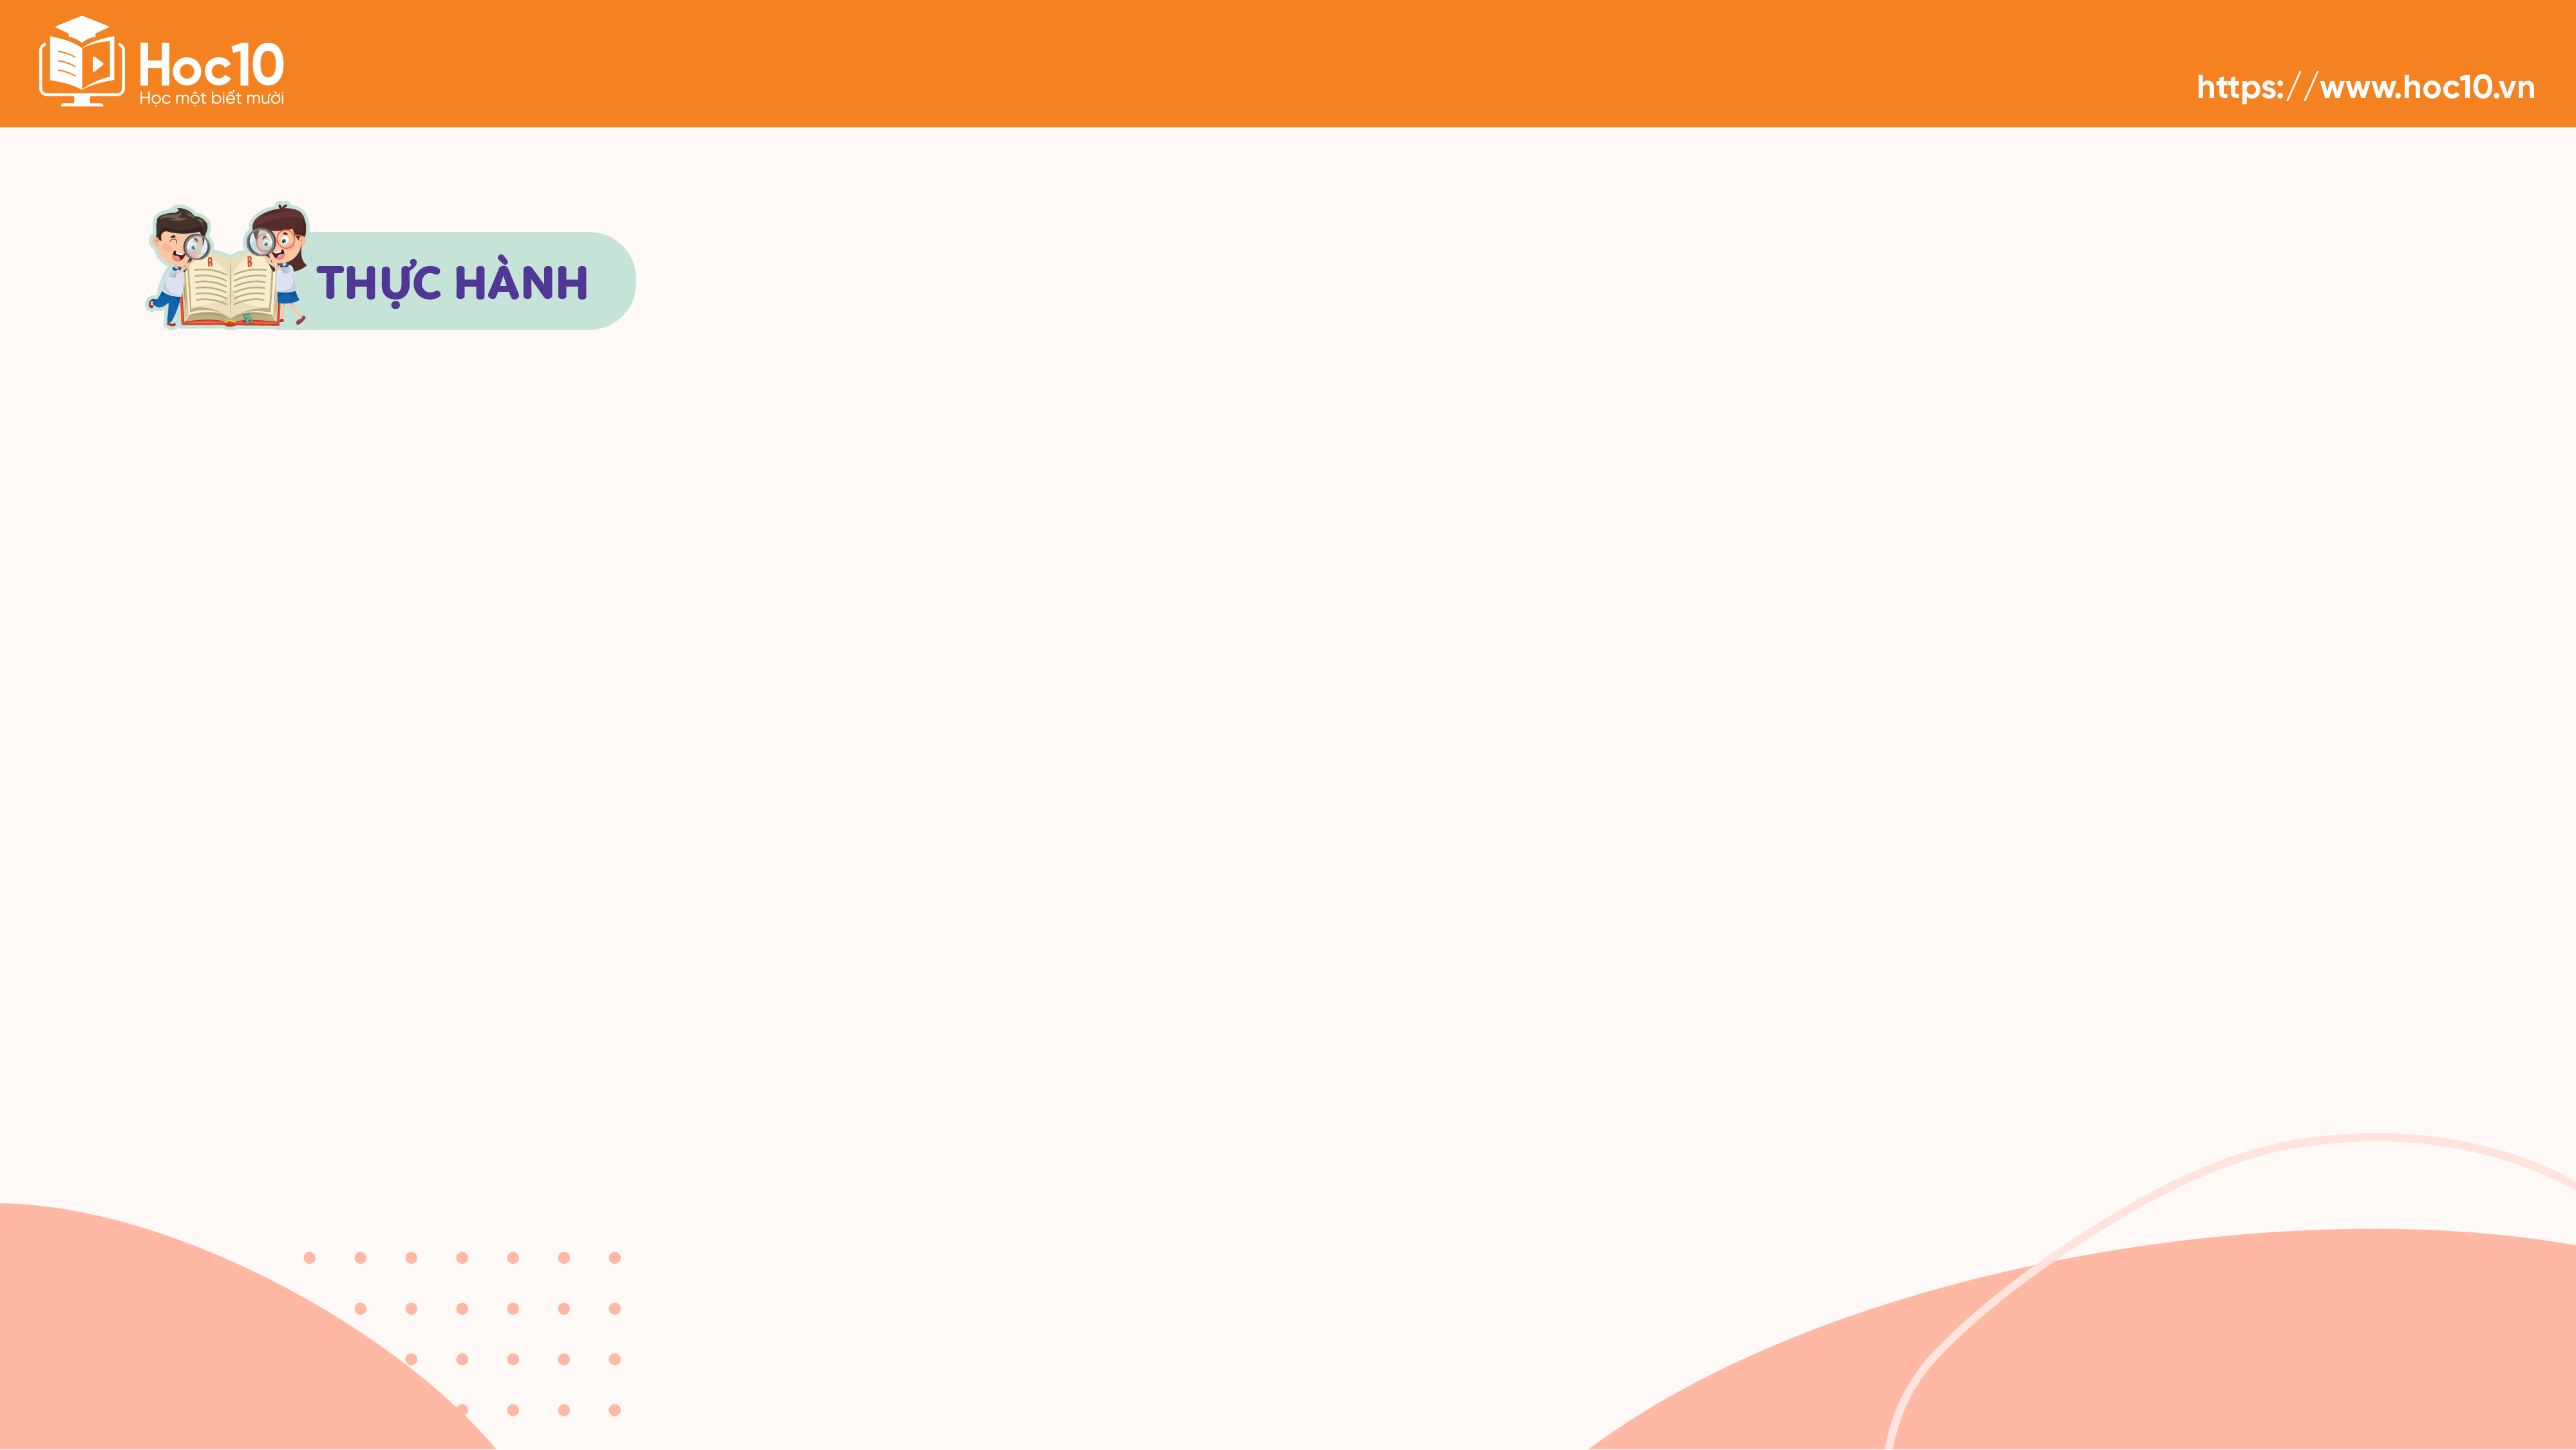 Hoc10
Học một biết mười
https://www.hoc10.vn
A B
THỰC HÀNH